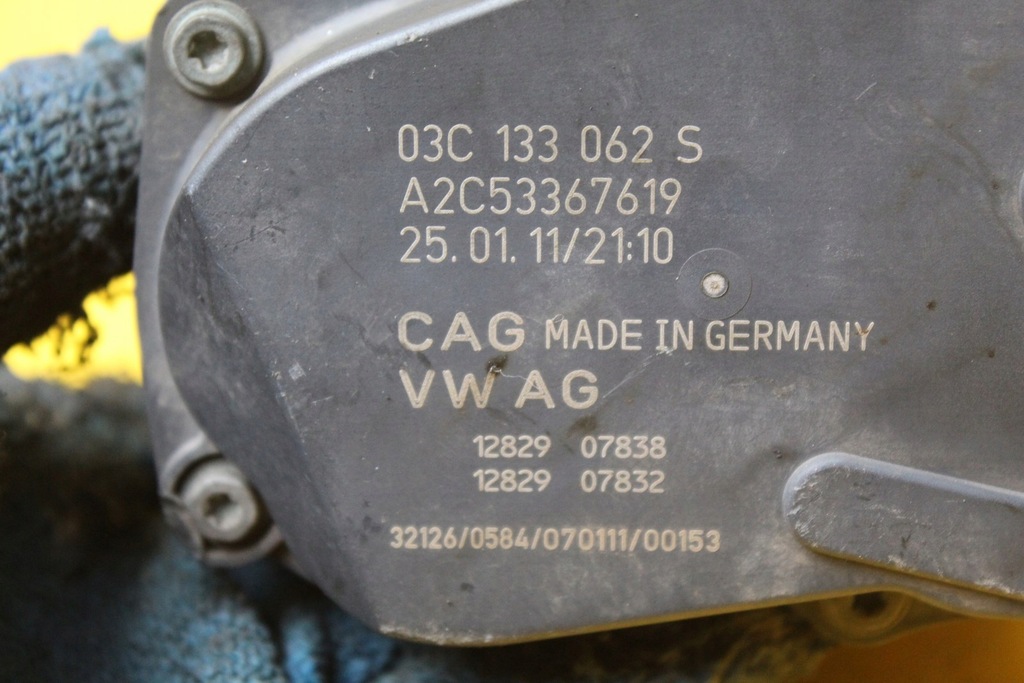 03C 133 062 S
A2C53367619
25.01.11/21:10
CAG MADE IN GERMANY
VW AG
12829 07838
12829 07832
32126/0584/070111/00153